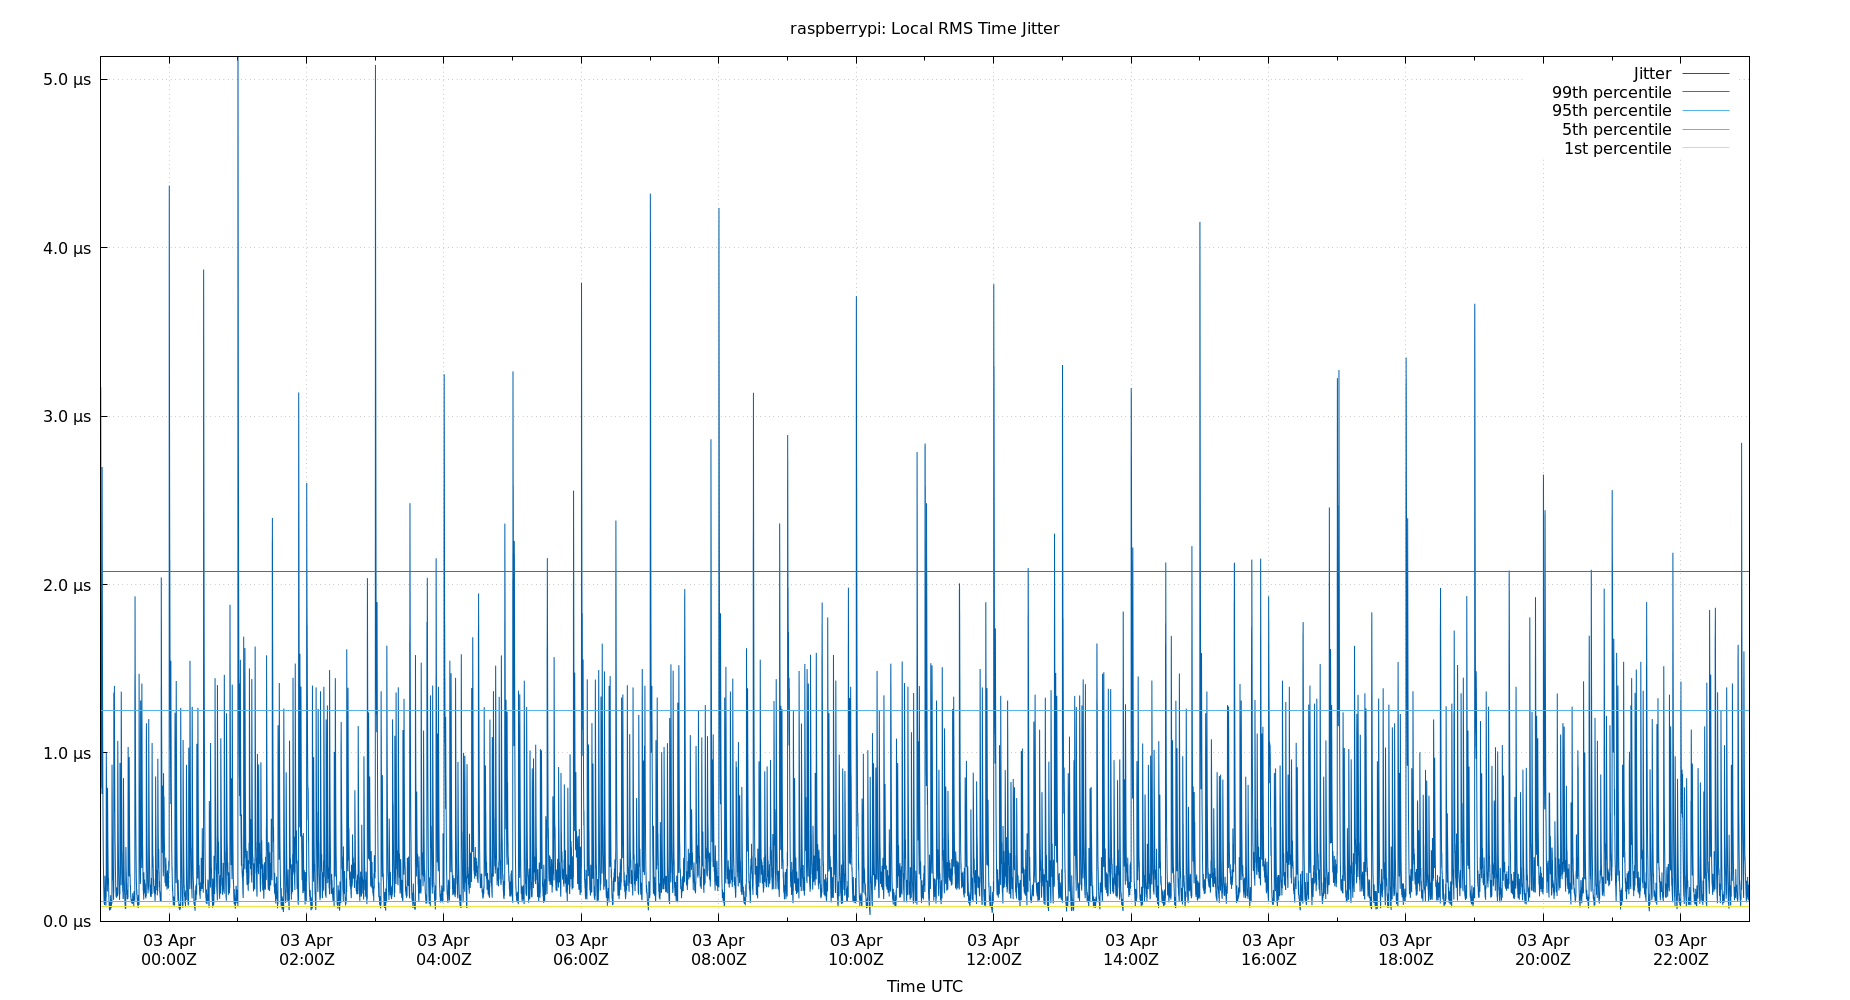 raspberrypi: Local RMS Time Jitter
5.0 µs
4.0 µs
3.0 µs
2.0 µs
1.0 µs
0.0 µs
Jitter
99th percentile
95th percentile
5th percentile
1st percentile
03 Apr 03 Apr 03 Apr 03 Apr 03 Apr 03 Apr 03 Apr 03 Apr 03 Apr 03 Apr 03 Apr 03 Apr
00:00Z 02:00Z 04:00Z 06:00Z 08:00Z 10:00Z 12:00Z 14:00Z 16:00Z 18:00Z 20:00Z 22:00Z
Time UTC